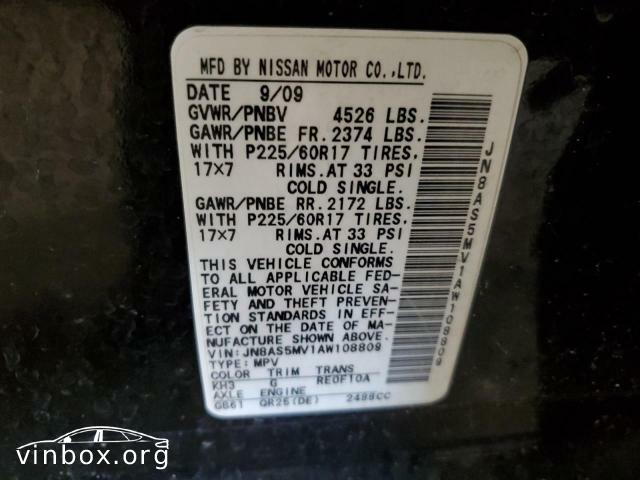 MFD BY NISSAN MOTOR CO.,LTD.
DATE 9/09
GVWR/PNBV 4526 LBS.
GAWR/PNBE FR. 2374 LBS.
WITH P225/60R17 TIRES.
17×7 RIMS. AT 33 PSI
COLD SINGLE.
GAWR/PNBE RR. 2172 LBS.
WITH P225/60R17 TIRES.
17×7 RIMS. AT 33 PSI
COLD SINGLE.
THIS VEHICLE CONFORMS
TO ALL APPLICABLE FED-
ERAL MOTOR VEHICLE SA-
FETY AND THEFT PREVEN-
TION STANDARDS IN EFF-
ECT ON THE DATE OF MA-
NUFACTURE SHOWN ABOVE.
VIN: JN8AS5MV1AW108809
TYPE: MPV
COLOR TRIM TRANS
KH3 G RE0F10A
AXLE ENGINE
GB61 QR25(DE) 2488CC
JN8AS5MV1AW108809
vinbox.org